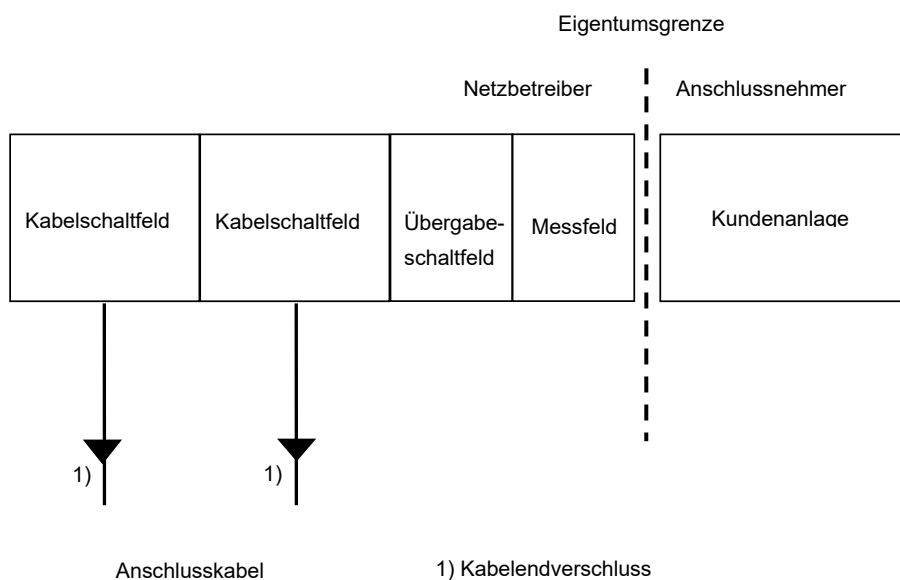 Eigentumsgrenze
Netzbetreiber
Anschlussnehmer
Kabelschaltfeld
Kabelschaltfeld
Übergabe-
schaltfeld
Messfeld
Kundenanlage
1)
1)
Anschlusskabel
1) Kabelendverschluss